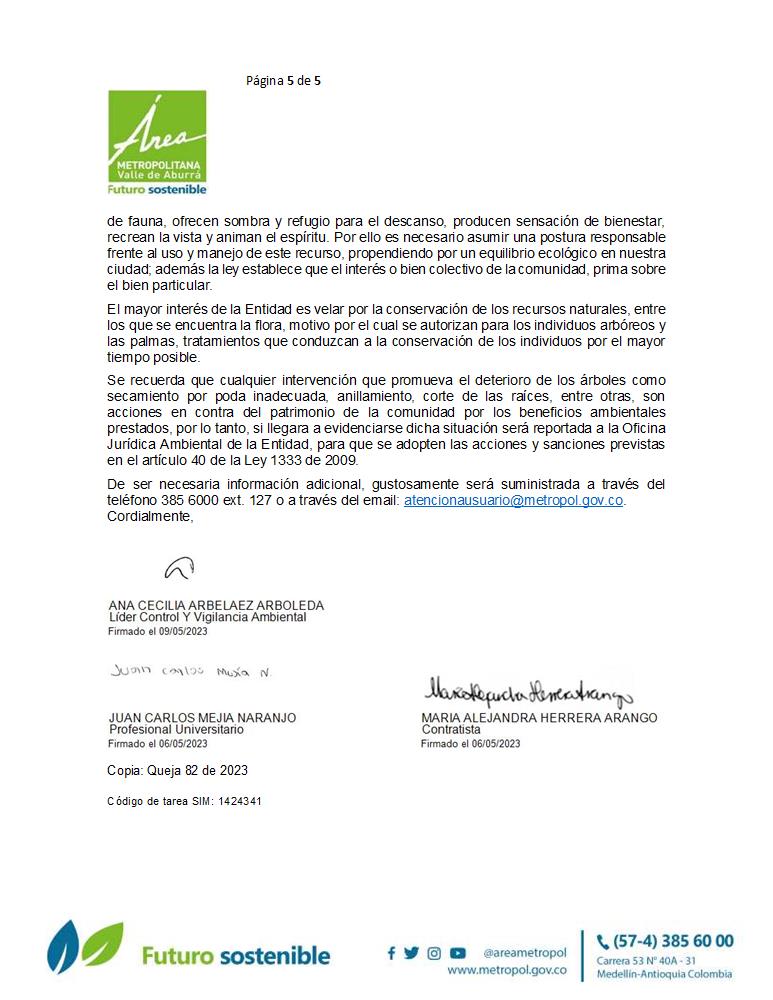 Página 5 de 5
Área
METROPOLITANA
Valle de Aburrá
Futuro sostenible
de fauna, ofrecen sombra y refugio para el descanso, producen sensación de bienestar,
recrean la vista y animan el espíritu. Por ello es necesario asumir una postura responsable
frente al uso y manejo de este recurso, propendiendo por un equilibrio ecológico en nuestra
ciudad; además la ley establece que el interés o bien colectivo de la comunidad, prima sobre
el bien particular.
El mayor interés de la Entidad es velar por la conservación de los recursos naturales, entre
los que se encuentra la flora, motivo por el cual se autorizan para los individuos arbóreos y
las palmas, tratamientos que conduzcan a la conservación de los individuos por el mayor
tiempo posible.
Se recuerda que cualquier intervención que promueva el deterioro de los árboles como
secamiento por poda inadecuada, anillamiento, corte de las raíces, entre otras, son
acciones en contra del patrimonio de la comunidad por los beneficios ambientales
prestados, por lo tanto, si llegara a evidenciarse dicha situación será reportada a la Oficina
Jurídica Ambiental de la Entidad, para que se adopten las acciones y sanciones previstas
en el artículo 40 de la Ley 1333 de 2009.
De ser necesaria información adicional, gustosamente será suministrada a través del
teléfono 385 6000 ext. 127 o a través del email: atencionausuario@metropol.gov.co.
Cordialmente,
ANA CECILIA ARBELAEZ ARBOLEDA
Líder Control Y Vigilancia Ambiental
Firmado el 09/05/2023
Juan Carlos Mejía N.
JUAN CARLOS MEJIA NARANJO
Profesional Universitario
Firmado el 06/05/2023
Maria Alejandra Herrera Arango
MARIA ALEJANDRA HERRERA ARANGO
Contratista
Firmado el 06/05/2023
Copia: Queja 82 de 2023
Código de tarea SIM: 1424341
Futuro sostenible
@areametropol
www.metropol.gov.co
(57-4) 385 60 00
Carrera 53 N° 40A - 31
Medellín-Antioquia Colombia